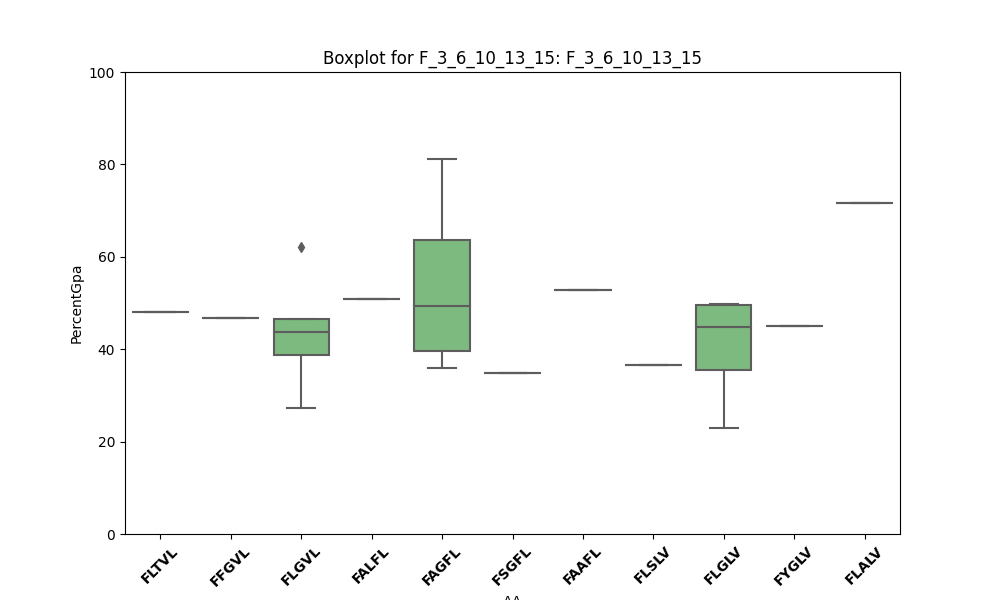 Boxplot for F_3_6_10_13_15: F_3_6_10_13_15
PercentGpa
100
80
60
40
20
0
FLTVL
FFGVL
FLGVL
FALFL
FAGFL
FSGFL
FAAFL
FLSLV
FLGLV
FYGLV
FLALV
AA